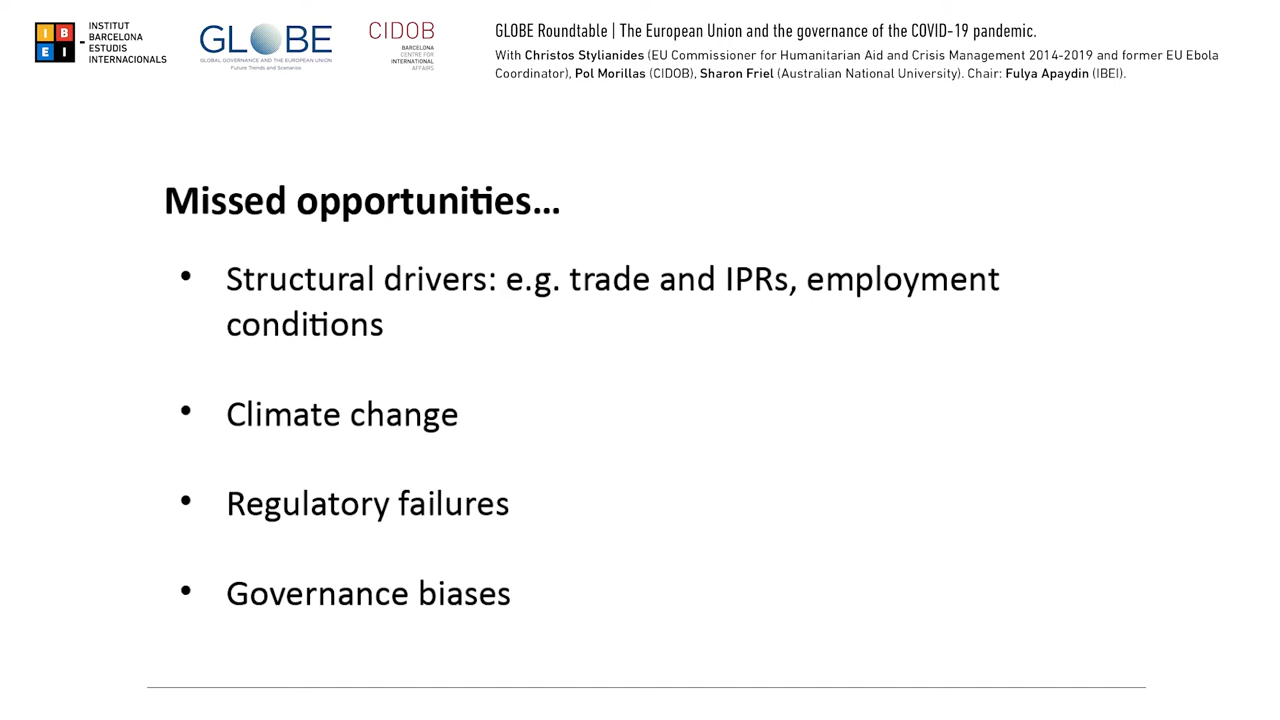 I B
E I
INSTITUT
BARCELONA
ESTUDIS
INTERNACIONALS
GLOBE
GLOBAL GOVERNANCE AND THE EUROPEAN UNION
Future Trends and Scenarios
CIDOB
BARCELONA
CENTRE FOR
INTERNATIONAL
AFFAIRS
GLOBE Roundtable | The European Union and the governance of the COVID-19 pandemic.
With Christos Stylianides (EU Commissioner for Humanitarian Aid and Crisis Management 2014-2019 and former EU Ebola
Coordinator), Pol Morillas (CIDOB), Sharon Friel (Australian National University). Chair: Fulya Apaydin (IBEI).
Missed opportunities...
• Structural drivers: e.g. trade and IPRs, employment
conditions
• Climate change
• Regulatory failures
• Governance biases